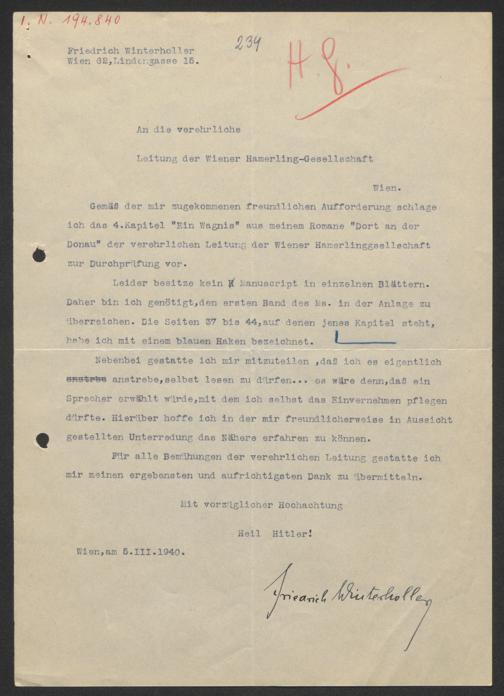 I. N. 194.840
234
H. G.
Friedrich Winterholler
Wien 62,Lindengasse 15.
An die verehrliche
Leitung der Wiener Hamerling-Gesellschaft
Wien.
Gemäß der mir zugekommenen freundlichen Aufforderung schlage
ich das 4.Kapitel "Ein Wagnis" aus meinem Romane "Dort an der
Donau" der verehrlichen Leitung der Wiener Hamerlinggsellschaft
zur Durchprüfung vor.
Leider besitze kein Manuscript in einzelnen Blättern.
Daher bin ich genötigt,den ersten Band des Ms. in der Anlage zu
überreichen. Die Seiten 37 bis 44,auf denen jenes Kapitel steht,
habe ich mit einem blauen Haken bezeichnet.
Nebenbei gestatte ich mir mitzuteilen ,daß ich es eigentlich
anstrebe anstrebe,selbst lesen zu dürfen... es wäre denn,daß ein
Sprecher erwählt würde,mit dem ich selbst das Einvernehmen pflegen
dürfte. Hierüber hoffe ich in der mir freundlicherweise in Aussicht
gestellten Unterredung das Nähere erfahren zu können.
Für alle Bemühungen der verehrlichen Leitung gestatte ich
mir meinen ergebensten und aufrichtigsten Dank zu übermitteln.
Mit vorzüglicher Hochachtung
Heil Hitler!
Wien,am 5.III.1940.
Friedrich Winterholler